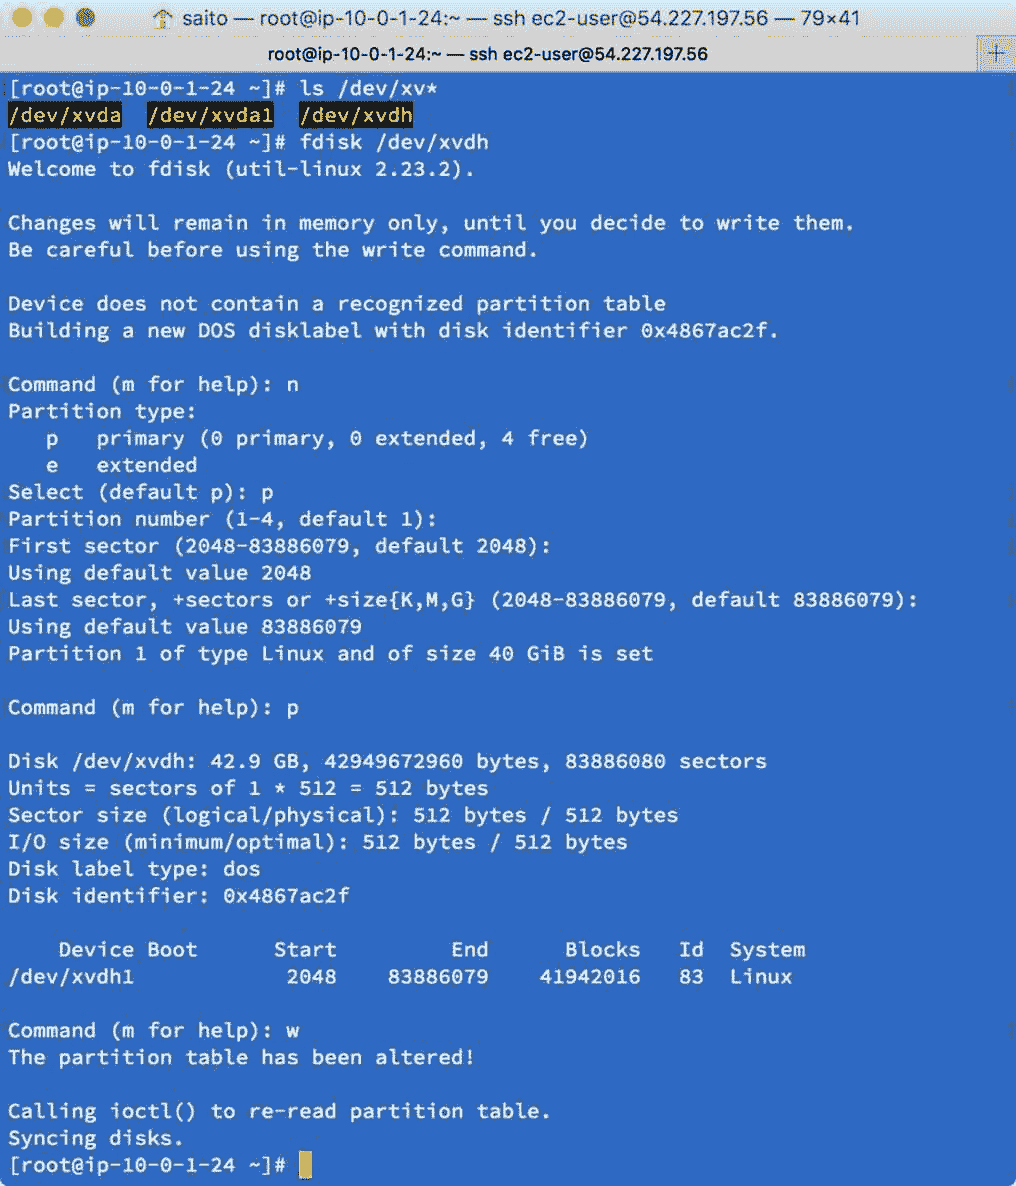 saito — root@ip-10-0-1-24:~ — ssh ec2-user@54.227.197.56 — 79×41
root@ip-10-0-1-24:~ — ssh ec2-user@54.227.197.56
[root@ip-10-0-1-24 ~]# ls /dev/xv*
/dev/xvda  /dev/xvda1  /dev/xvdh
[root@ip-10-0-1-24 ~]# fdisk /dev/xvdh
Welcome to fdisk (util-linux 2.23.2).

Changes will remain in memory only, until you decide to write them.
Be careful before using the write command.

Device does not contain a recognized partition table
Building a new DOS disklabel with disk identifier 0x4867ac2f.

Command (m for help): n
Partition type:
   p   primary (0 primary, 0 extended, 4 free)
   e   extended
Select (default p): p
Partition number (1-4, default 1):
First sector (2048-83886079, default 2048):
Using default value 2048
Last sector, +sectors or +size{K,M,G} (2048-83886079, default 83886079):
Using default value 83886079
Partition 1 of type Linux and of size 40 GiB is set

Command (m for help): p

Disk /dev/xvdh: 42.9 GB, 42949672960 bytes, 83886080 sectors
Units = sectors of 1 * 512 = 512 bytes
Sector size (logical/physical): 512 bytes / 512 bytes
I/O size (minimum/optimal): 512 bytes / 512 bytes
Disk label type: dos
Disk identifier: 0x4867ac2f

    Device Boot      Start         End      Blocks   Id  System
/dev/xvdh1            2048    83886079    41942016   83  Linux

Command (m for help): w
The partition table has been altered!

Calling ioctl() to re-read partition table.
Syncing disks.
[root@ip-10-0-1-24 ~]#